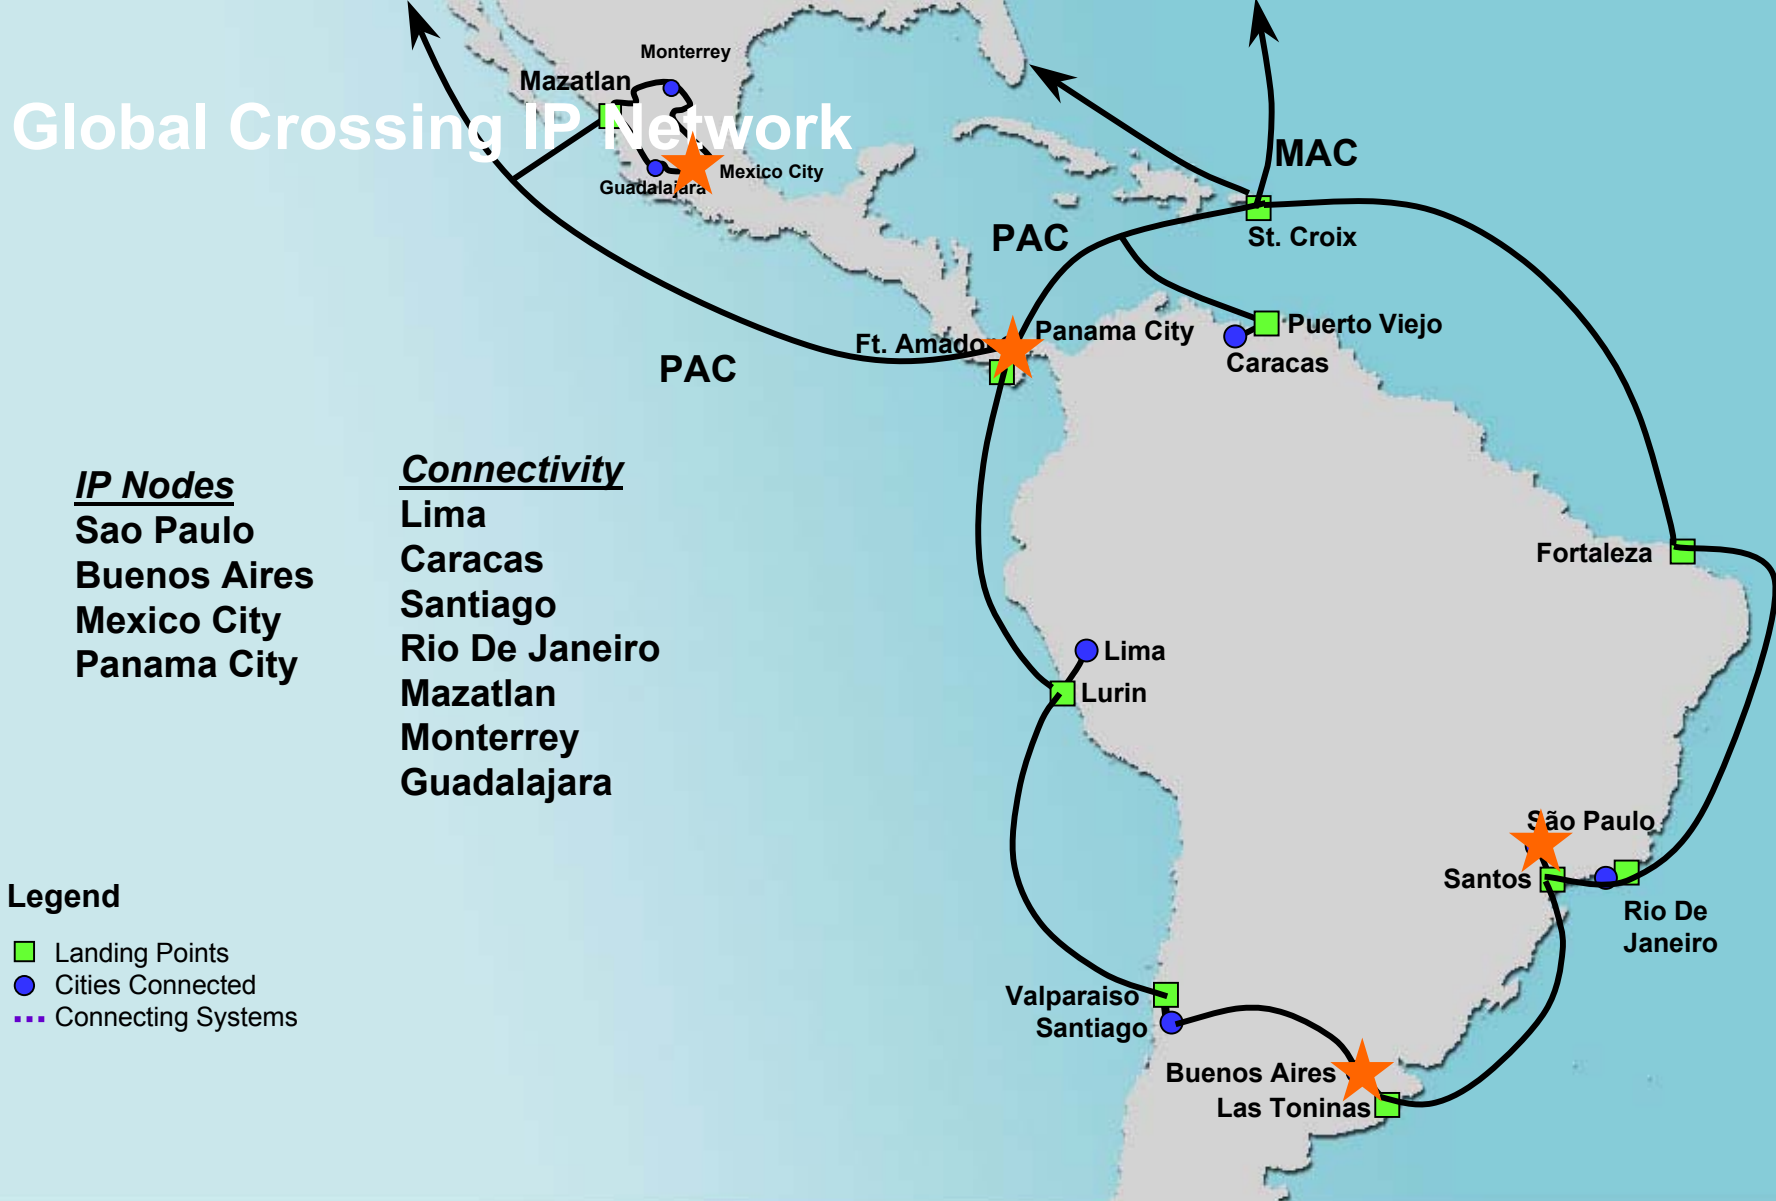 Monterrey
Mazatlan
Global Crossing IP Network
Mexico City
Guadalajara
MAC
PAC
St. Croix
Puerto Viejo
Panama City
Ft. Amador
Caracas
PAC
IP Nodes
Sao Paulo
Buenos Aires
Mexico City
Panama City
Connectivity
Lima
Caracas
Santiago
Rio De Janeiro
Mazatlan
Monterrey
Guadalajara
Fortaleza
Lima
Lurin
São Paulo
Santos
Rio De
Janeiro
Valparaiso
Santiago
Buenos Aires
Las Toninas
Legend
Landing Points
Cities Connected
Connecting Systems